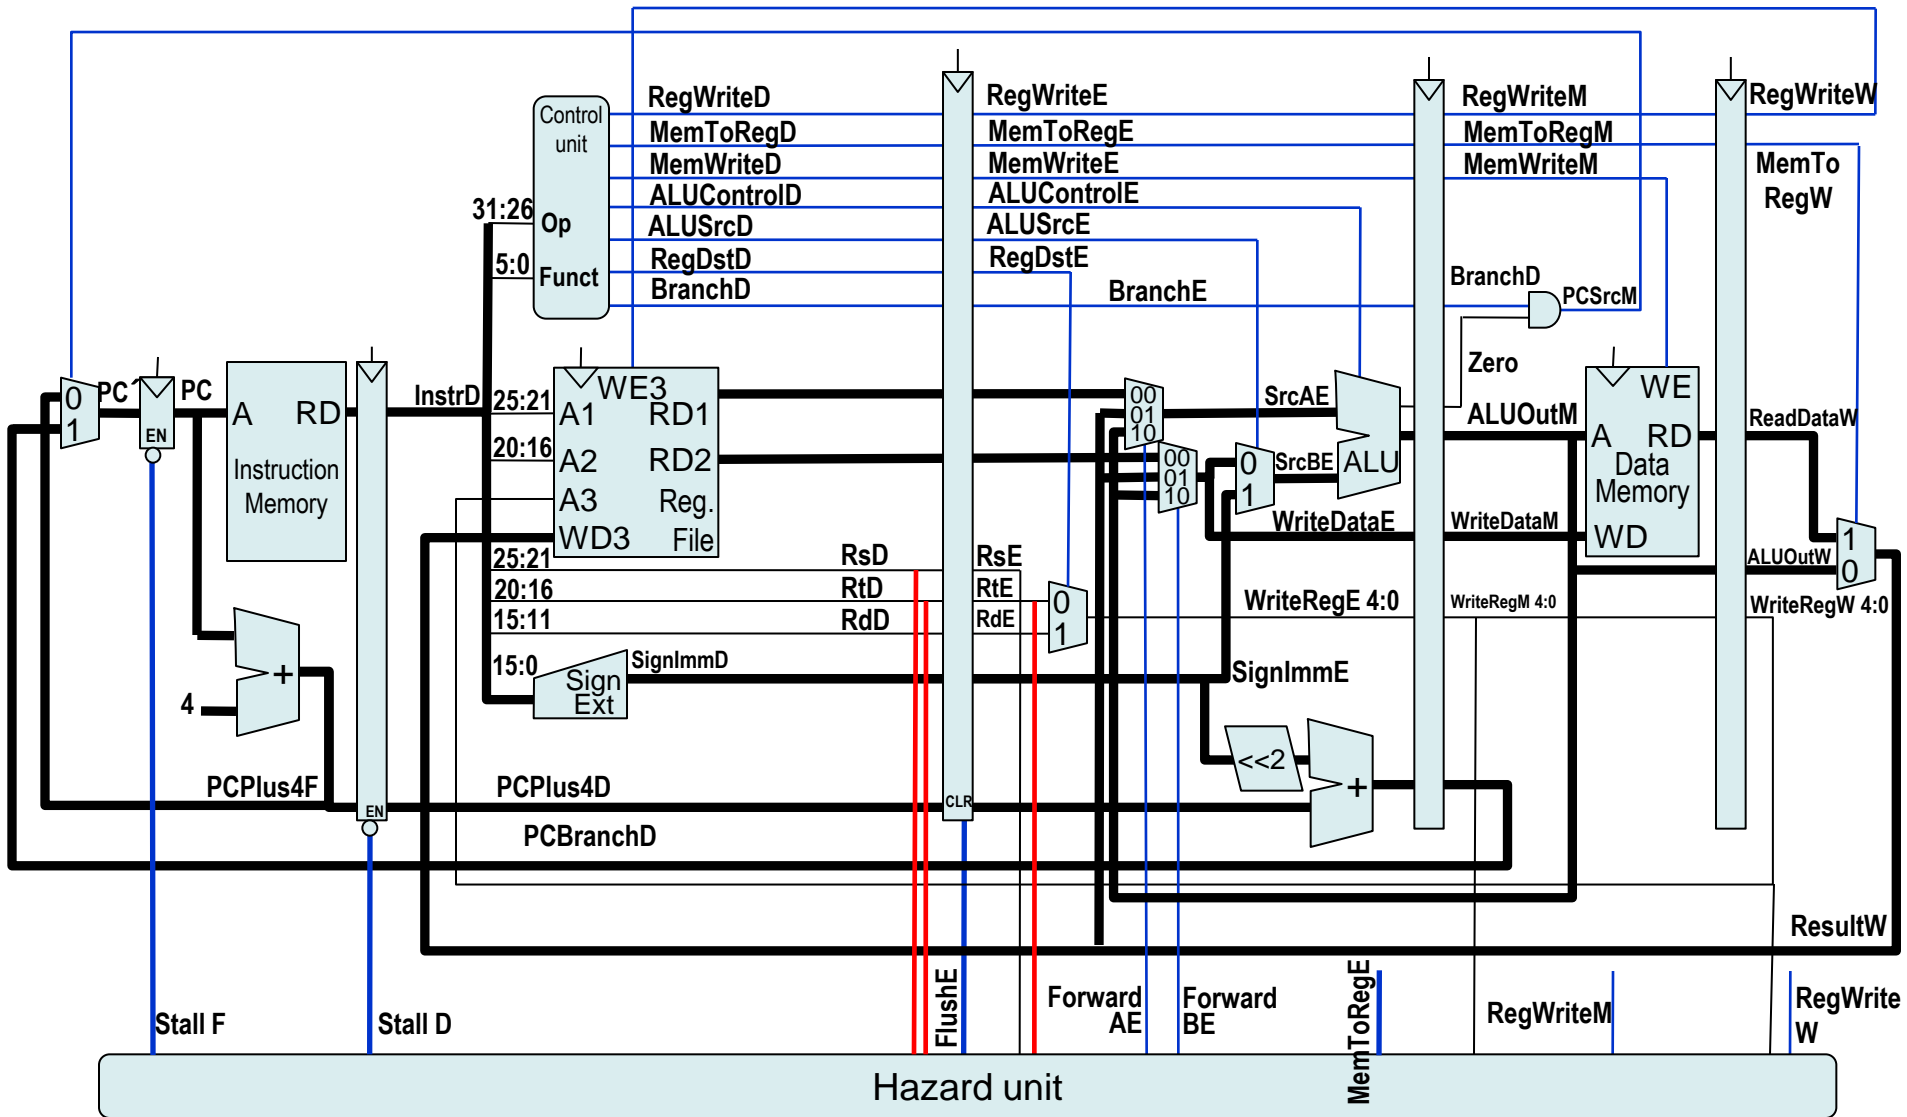 RegWriteD
RegWriteE
RegWriteM
RegWriteW
Control
unit
MemToRegD
MemToRegE
MemToRegM
MemWriteD
MemWriteE
MemWriteM
MemTo
RegW
ALUControlD
ALUControlE
31:26
Op
ALUSrcD
ALUSrcE
5:0
Funct
RegDstD
RegDstE
BranchD
BranchE
BranchD
PCSrcM
Zero
0
1
PC´
EN
PC
A
RD
Instruction
Memory
InstrD
25:21
20:16
WE3
A1
RD1
A2
RD2
A3
Reg.
WD3
File
00
01
10
00
01
10
SrcAE
0
1
SrcBE
ALU
ALUOutM
WE
A
RD
Data
Memory
WD
ReadDataW
WriteDataE
WriteDataM
1
0
ALUOutW
25:21
RsD
RsE
20:16
RtD
RtE
15:11
RdD
RdE
0
1
WriteRegE 4:0
WriteRegM 4:0
WriteRegW 4:0
15:0
Sign
Ext
SignImmD
SignImmE
+
4
<<2
+
PCPlus4F
EN
PCPlus4D
CLR
PCBranchD
ResultW
Stall F
Stall D
FlushE
Forward
AE
Forward
BE
MemToRegE
RegWriteM
RegWrite
W
Hazard unit